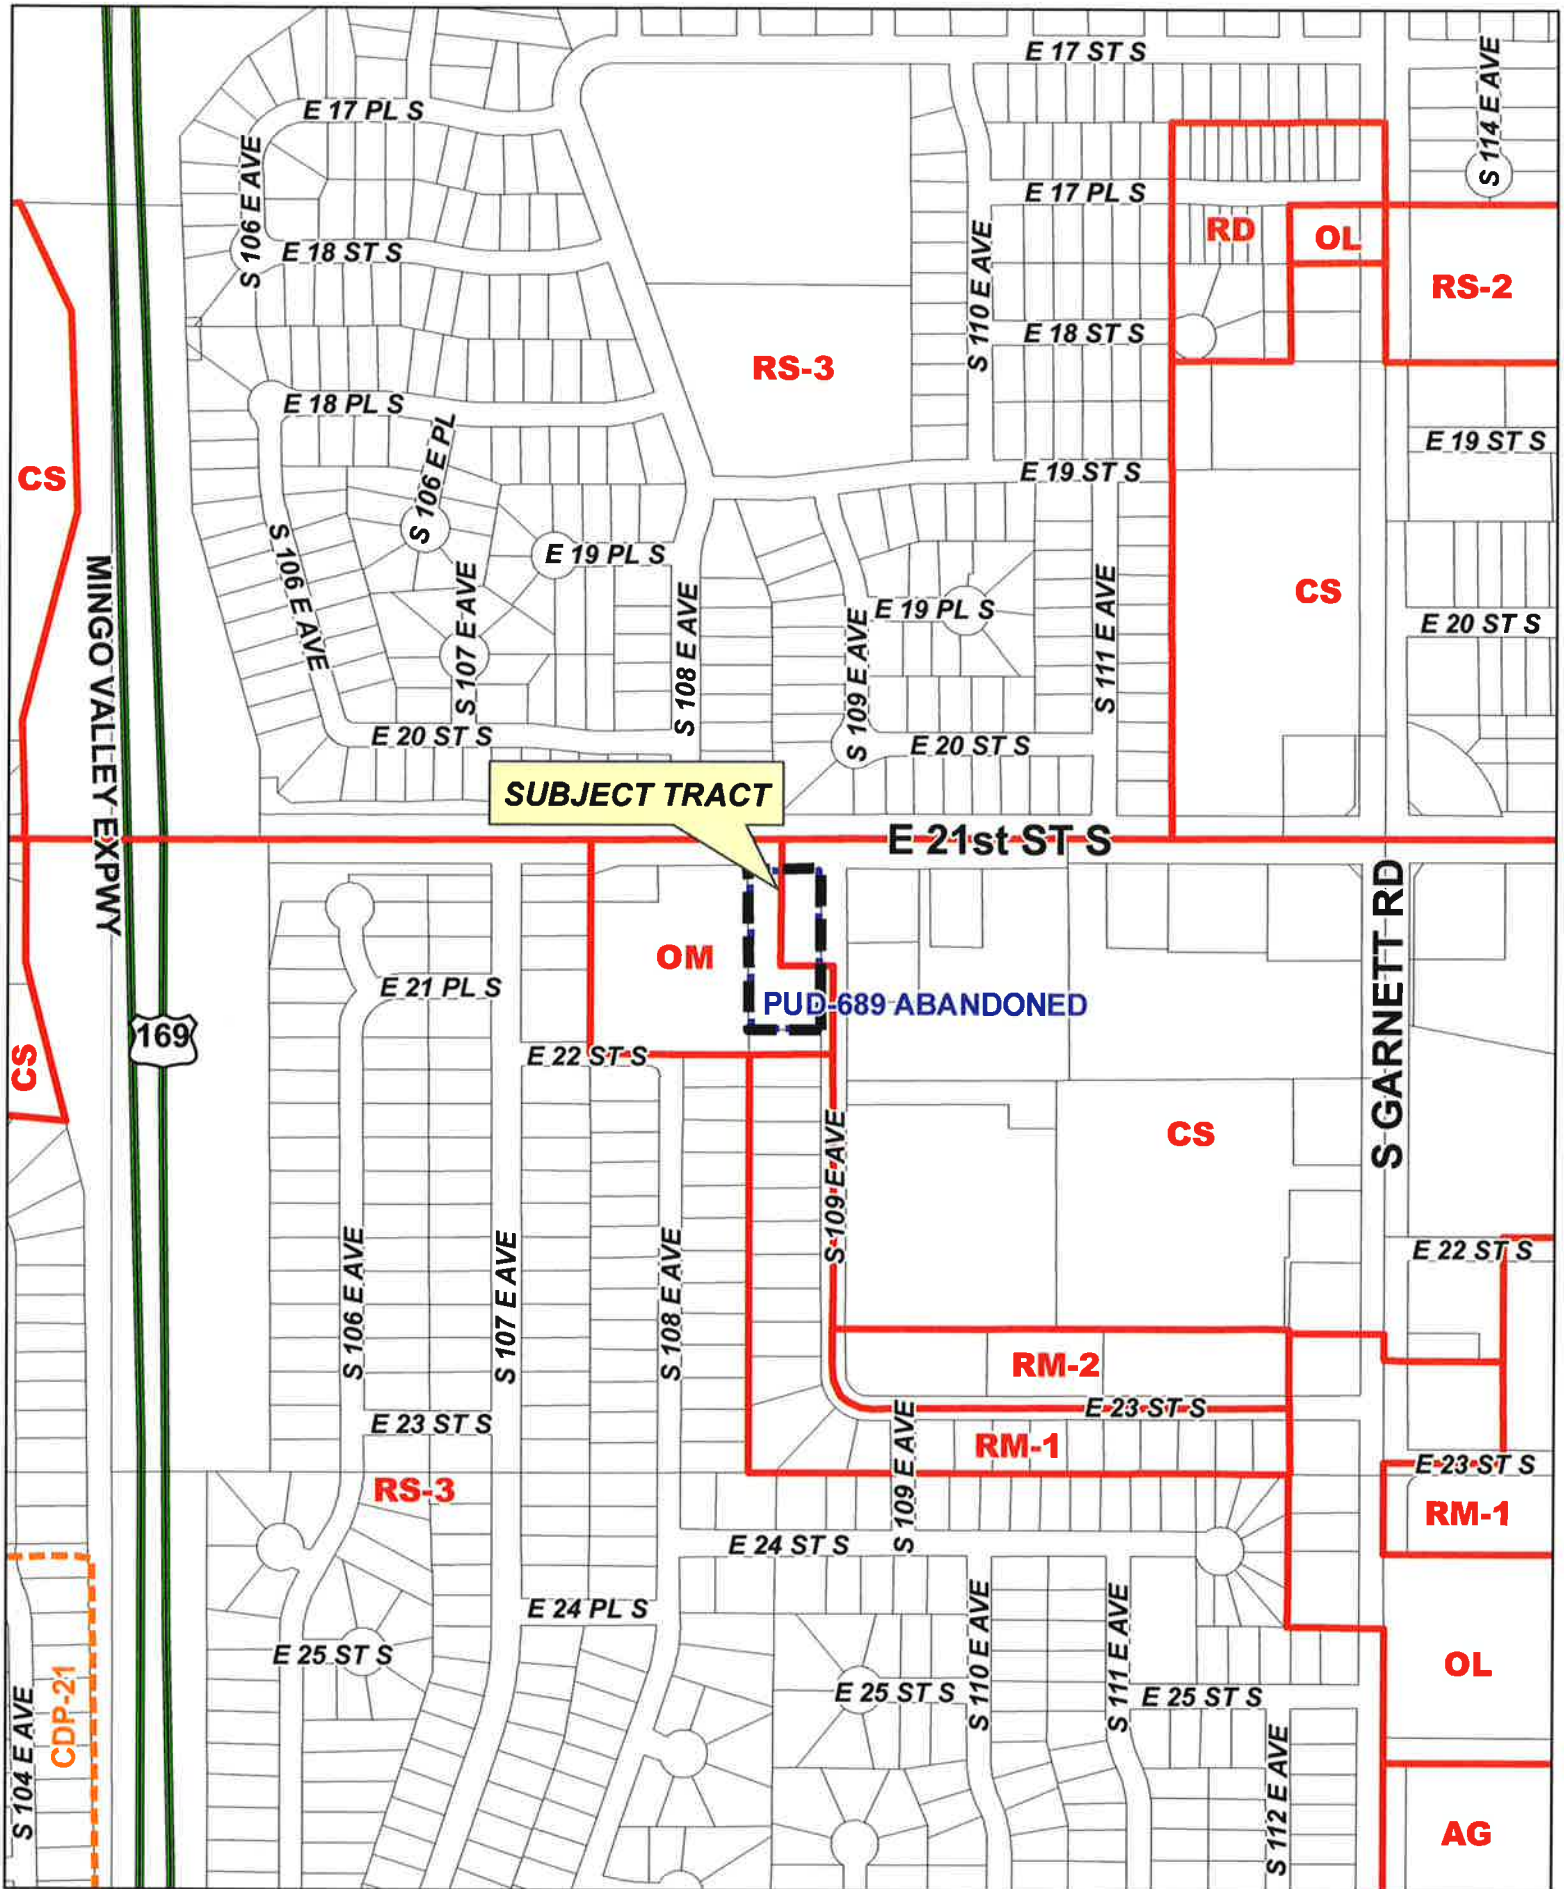 E 17 ST S
S 114 E AVE
E 17 PL S
S 106 E AVE
E 17 PL S
RD
OL
E 18 ST S
S 110 E AVE
RS-2
E 18 ST S
RS-3
E 18 PL S
S 106 E PL
E 19 ST S
E 19 ST S
CS
S 106 E AVE
E 19 PL S
MINGO VALLEY EXPWY
S 107 E AVE
S 108 E AVE
E 19 PL S
S 109 E AVE
S 111 E AVE
CS
E 20 ST S
E 20 ST S
E 20 ST S
SUBJECT TRACT
E 21st ST S
S GARNETT RD
OM
E 21 PL S
PUD-689 ABANDONED
169
CS
E 22 ST S
S 109 E AVE
CS
S 106 E AVE
S 107 E AVE
S 108 E AVE
E 22 ST S
RM-2
E 23 ST S
E 23 ST S
S 109 E AVE
RM-1
E 23 ST S
RS-3
RM-1
E 24 ST S
E 24 PL S
S 110 E AVE
S 111 E AVE
E 25 ST S
OL
CDP-21
S 104 E AVE
E 25 ST S
E 25 ST S
S 112 E AVE
AG